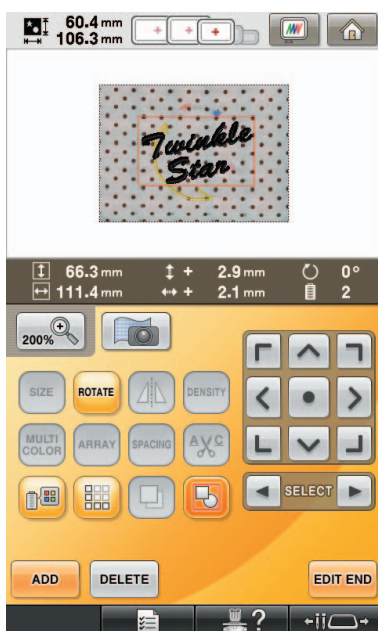 60.4 mm
106.3 mm
Twinkle
Star
66.3 mm + 2.9 mm 0°
111.4 mm + 2.1 mm 2
200%
SIZE ROTATE DENSITY
MULTI COLOR ARRAY SPACING A C
SELECT
ADD DELETE EDIT END
?